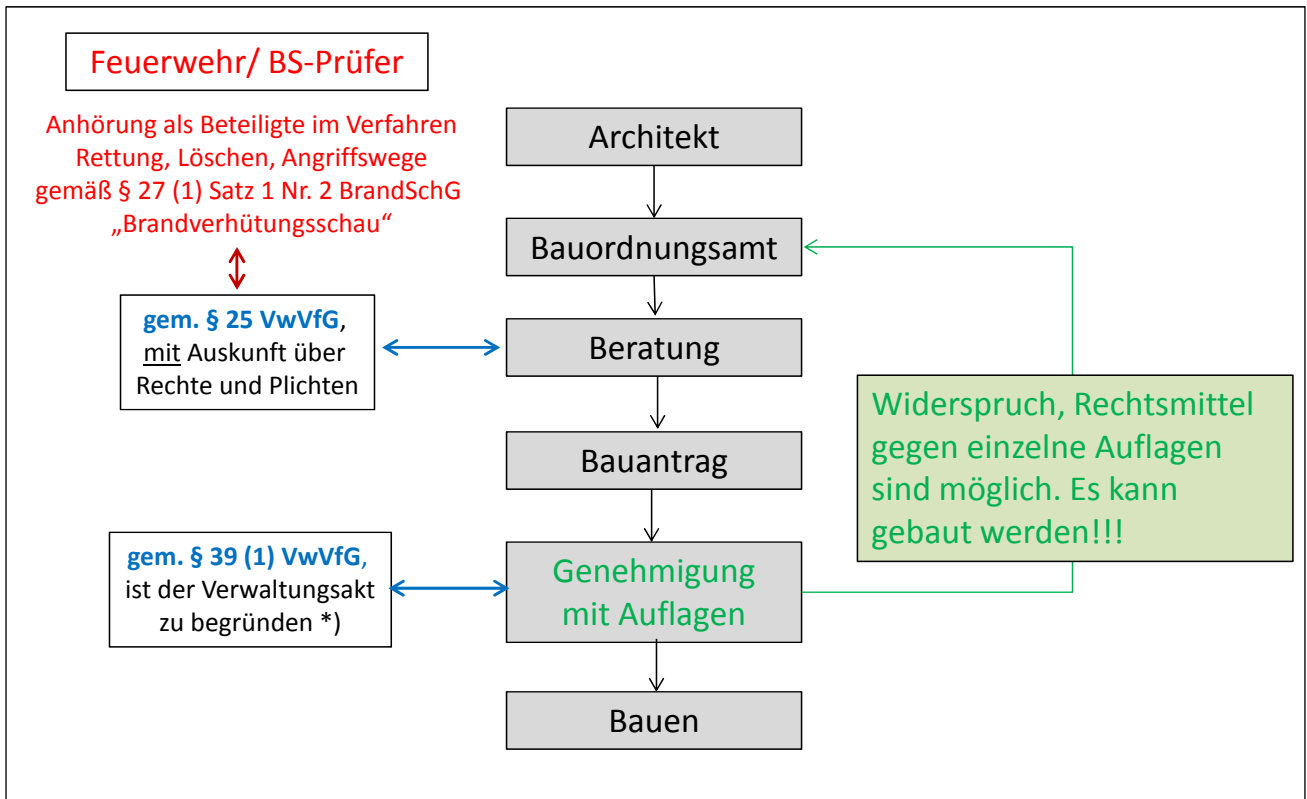 Feuerwehr/ BS-Prüfer
Anhörung als Beteiligte im Verfahren
Rettung, Löschen, Angriffswege
gemäß § 27 (1) Satz 1 Nr. 2 BrandSchG
„Brandverhütungsschau“
Architekt
Bauordnungsamt
gem. § 25 VwVfG,
mit Auskunft über
Rechte und Plichten
Beratung
Bauantrag
Widerspruch, Rechtsmittel
gegen einzelne Auflagen
sind möglich. Es kann
gebaut werden!!!
gem. § 39 (1) VwVfG,
ist der Verwaltungsakt
zu begründen *)
Genehmigung
mit Auflagen
Bauen